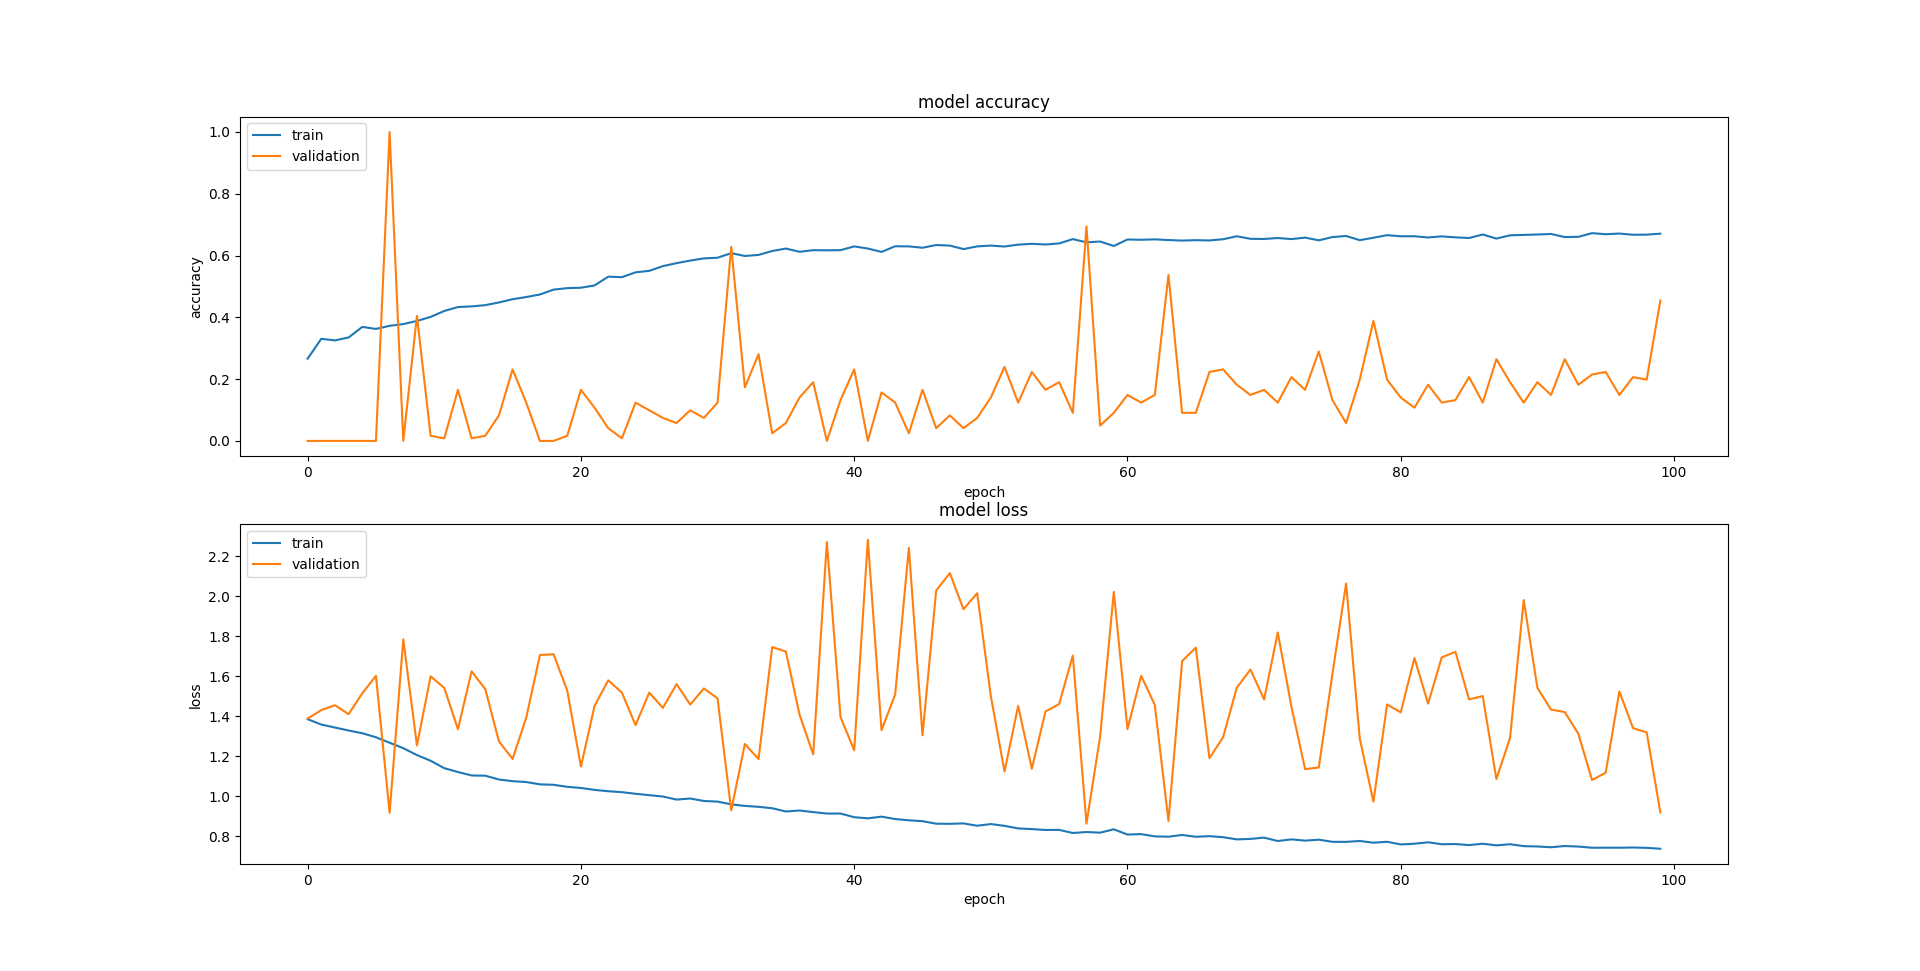 model accuracy
train
validation
1.0
0.8
0.6
0.4
0.2
0.0
accuracy
0 20 40 60 80 100
epoch
model loss
train
validation
2.2
2.0
1.8
1.6
1.4
1.2
1.0
0.8
loss
0 20 40 60 80 100
epoch